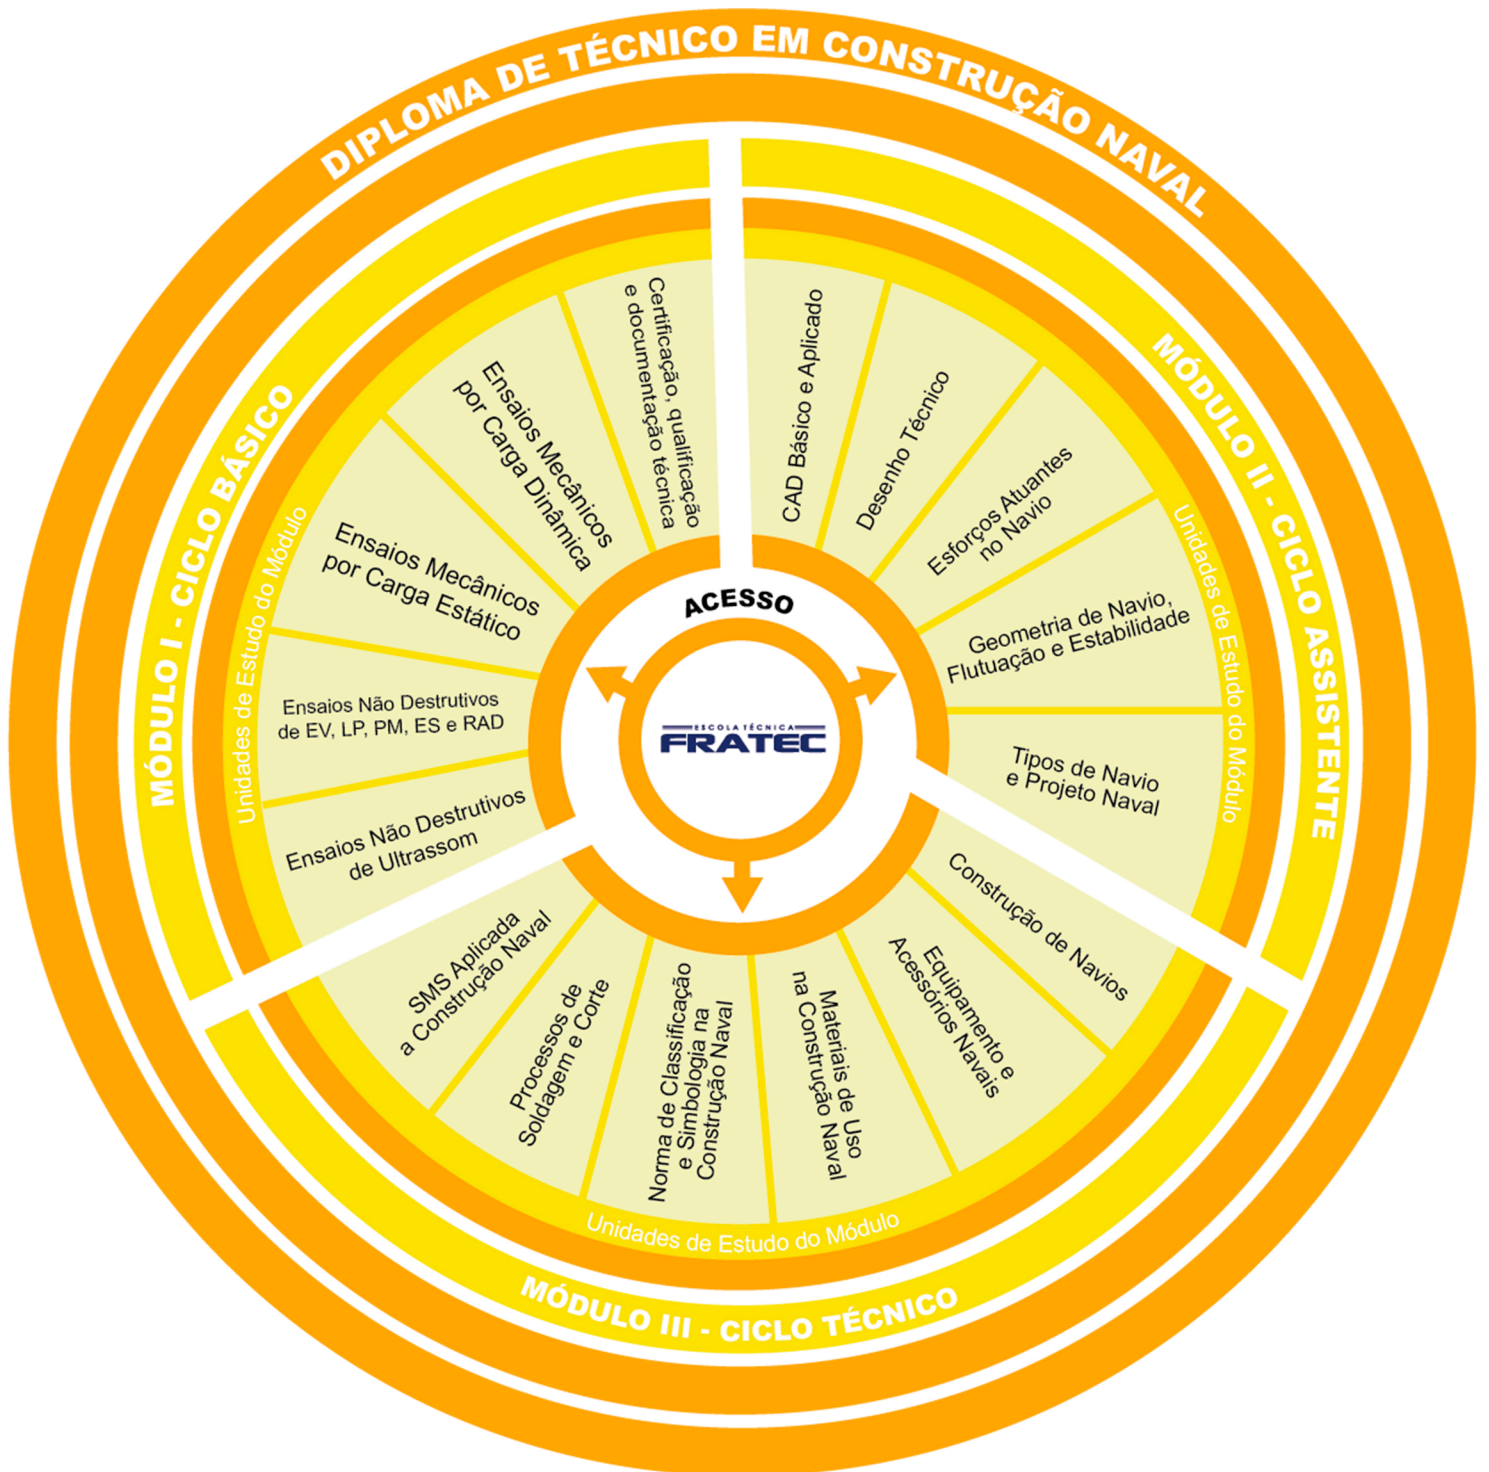 DIPLOMA DE TÉCNICO EM CONSTRUÇÃO NAVAL
MÓDULO I - CICLO BÁSICO
Unidades de Estudo do Módulo
Certificação, qualificação
e documentação técnica
Ensaios Mecânicos
por Carga Dinâmica
Ensaios Mecânicos
por Carga Estático
Ensaios Não Destrutivos
de EV, LP, PM, ES e RAD
Ensaios Não Destrutivos
de Ultrassom
MÓDULO II - CICLO ASSISTENTE
Unidades de Estudo do Módulo
CAD Básico e Aplicado
Desenho Técnico
Esforços Atuantes
no Navio
Geometria de Navio,
Flutuação e Estabilidade
Tipos de Navio
e Projeto Naval
MÓDULO III - CICLO TÉCNICO
Unidades de Estudo do Módulo
Construção de Navios
Equipamento e
Acessórios Navais
Materiais de Uso
na Construção Naval
Norma de Classificação
e Simbologia na
Construção Naval
Processos de
Soldagem e Corte
SMS Aplicada
a Construção Naval
ACESSO
ESCOLA TÉCNICA
FRATEC